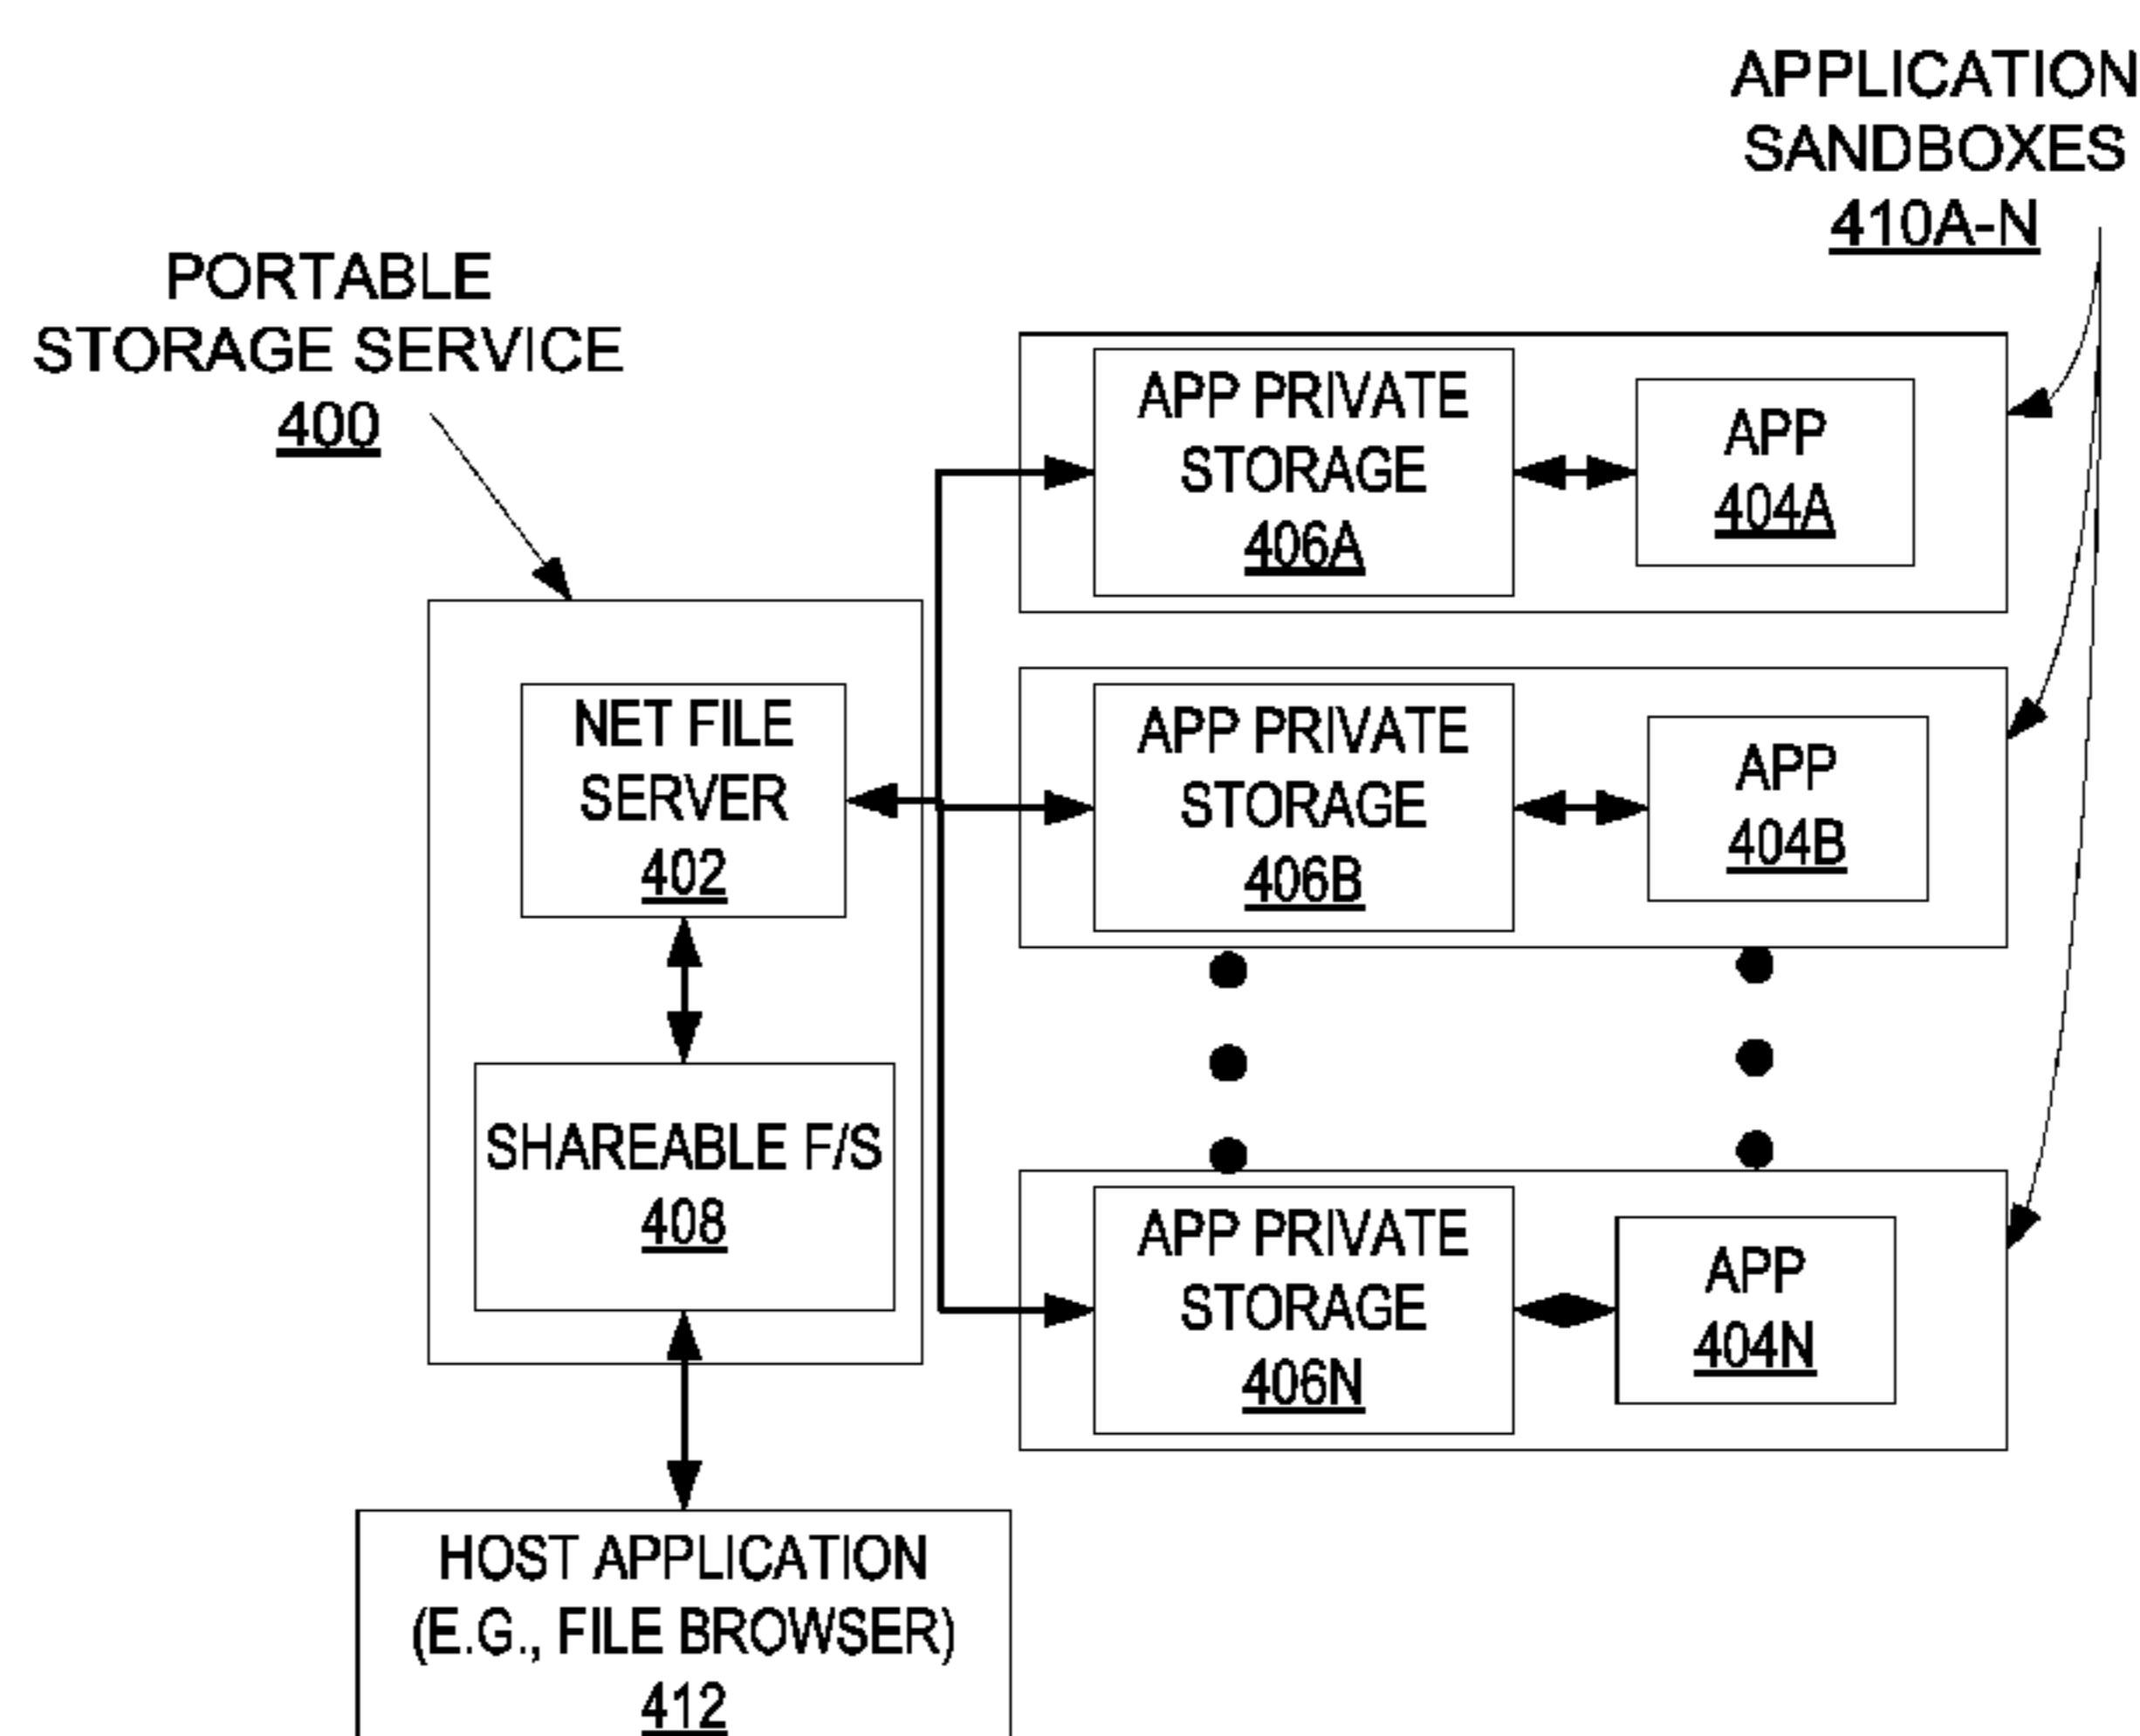 APPLICATION
SANDBOXES
410A-N
PORTABLE
STORAGE SERVICE
400
APP PRIVATE
STORAGE
406A
APP
404A
NET FILE
SERVER
402
APP PRIVATE
STORAGE
406B
APP
404B
SHAREABLE F/S
408
APP PRIVATE
STORAGE
406N
APP
404N
HOST APPLICATION
(E.G., FILE BROWSER)
412